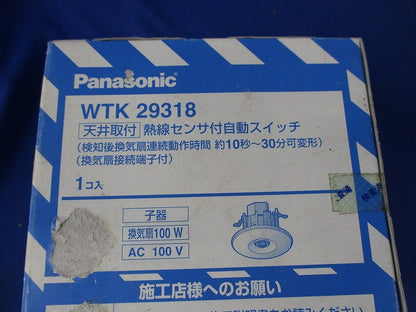 Panasonic
WTK 29318
天井取付 熱線センサ付自動スイッチ
(検知後換気扇連続動作時間 約10秒～30分可変形)
(換気扇接続端子付)
1コ入
子器
換気扇100 W
AC 100 V
施工店様へのお願い